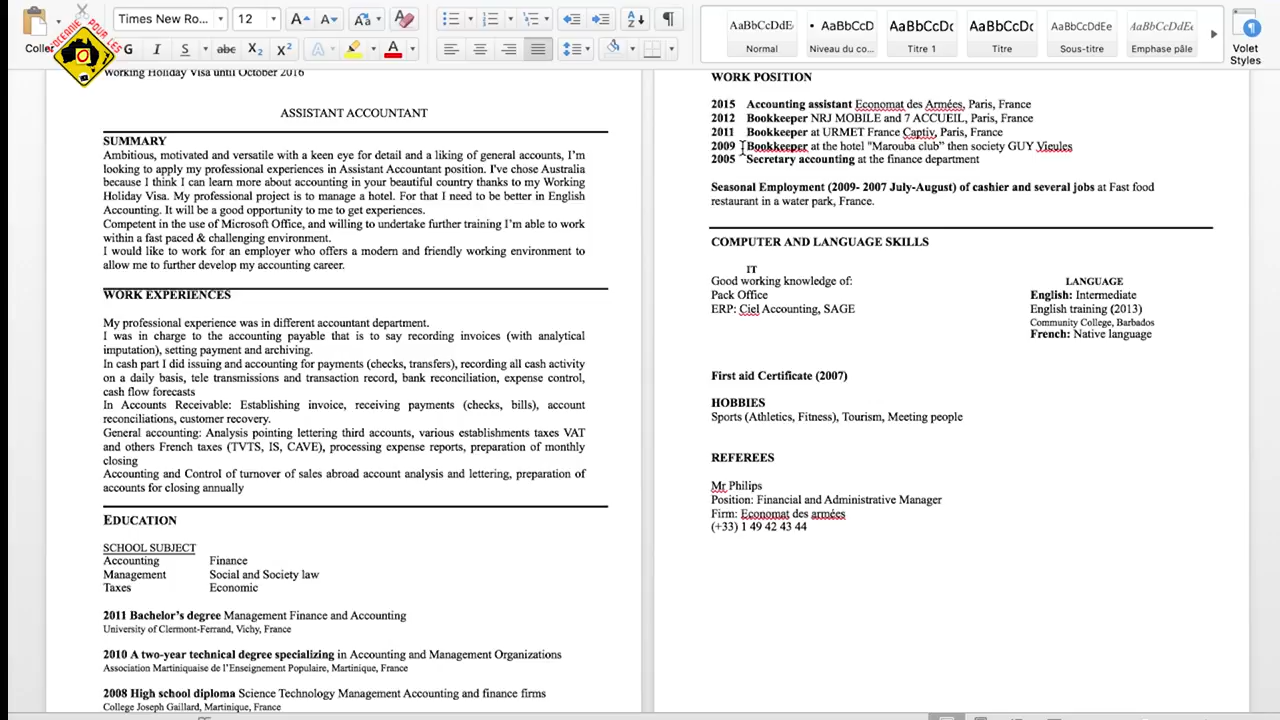 Times New Ro...
12
A
A
Aa
Coller
OCEANIE POUR LES
G I S abc X2 X2 A A
AaBbCcDdE
AaBbCcD
AaBbCcDc
AaBbCcDc
AaBbCcDdEe
AaBbCcDdEe
Normal
Niveau du co...
Titre 1
Titre
Sous-titre
Emphase pâle
Volet
Styles
Working Holiday Visa until October 2016
ASSISTANT ACCOUNTANT
SUMMARY
Ambitious, motivated and versatile with a keen eye for detail and a liking of general accounts, I'm
looking to apply my professional experiences in Assistant Accountant position. I've chose Australia
because I think I can learn more about accounting in your beautiful country thanks to my Working
Holiday Visa. My professional project is to manage a hotel. For that I need to be better in English
Accounting. It will be a good opportunity to me to get experiences.
Competent in the use of Microsoft Office, and willing to undertake further training I'm able to work
within a fast paced & challenging environment.
I would like to work for an employer who offers a modern and friendly working environment to
allow me to further develop my accounting career.
WORK EXPERIENCES
My professional experience was in different accountant department.
I was in charge to the accounting payable that is to say recording invoices (with analytical
imputation), setting payment and archiving.
In cash part I did issuing and accounting for payments (checks, transfers), recording all cash activity
on a daily basis, tele transmissions and transaction record, bank reconciliation, expense control,
cash flow forecasts
In Accounts Receivable: Establishing invoice, receiving payments (checks, bills), account
reconciliations, customer recovery.
General accounting: Analysis pointing lettering third accounts, various establishments taxes VAT
and others French taxes (TVTS, IS, CAVE), processing expense reports, preparation of monthly
closing
Accounting and Control of turnover of sales abroad account analysis and lettering, preparation of
accounts for closing annually
EDUCATION
SCHOOL SUBJECT
Accounting Finance
Management Social and Society law
Taxes Economic
2011 Bachelor's degree Management Finance and Accounting
University of Clermont-Ferrand, Vichy, France
2010 A two-year technical degree specializing in Accounting and Management Organizations
Association Martiniquaise de l'Enseignement Populaire, Martinique, France
2008 High school diploma Science Technology Management Accounting and finance firms
College Joseph Gaillard, Martinique, France
WORK POSITION
2015 Accounting assistant Economat des Armées, Paris, France
2012 Bookkeeper NRJ MOBILE and 7 ACCUEIL, Paris, France
2011 Bookkeeper at URMET France Captiv, Paris, France
2009 Bookkeeper at the hotel "Marouba club" then society GUY Vieules
2005 Secretary accounting at the finance department
Seasonal Employment (2009- 2007 July-August) of cashier and several jobs at Fast food
restaurant in a water park, France.
COMPUTER AND LANGUAGE SKILLS
IT
Good working knowledge of:
Pack Office
ERP: Ciel Accounting, SAGE
LANGUAGE
English: Intermediate
English training (2013)
Community College, Barbados
French: Native language
First aid Certificate (2007)
HOBBIES
Sports (Athletics, Fitness), Tourism, Meeting people
REFEREES
Mr Philips
Position: Financial and Administrative Manager
Firm: Economat des armées
(+33) 1 49 42 43 44